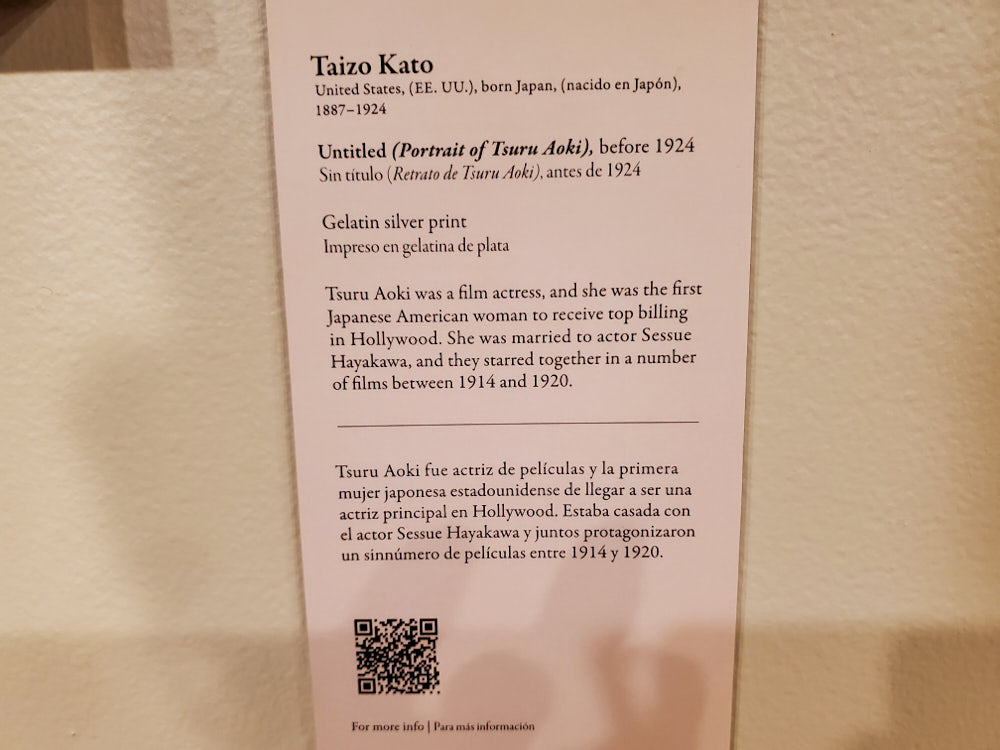 Taizo Kato
United States, (EE. UU.), born Japan, (nacido en Japón),
1887–1924
Untitled (Portrait of Tsuru Aoki), before 1924
Sin título (Retrato de Tsuru Aoki), antes de 1924
Gelatin silver print
Impreso en gelatina de plata
Tsuru Aoki was a film actress, and she was the first
Japanese American woman to receive top billing
in Hollywood. She was married to actor Sessue
Hayakawa, and they starred together in a number
of films between 1914 and 1920.
Tsuru Aoki fue actriz de películas y la primera
mujer japonesa estadounidense de llegar a ser una
actriz principal en Hollywood. Estaba casada con
el actor Sessue Hayakawa y juntos protagonizaron
un sinnúmero de películas entre 1914 y 1920.
For more info | Para más información